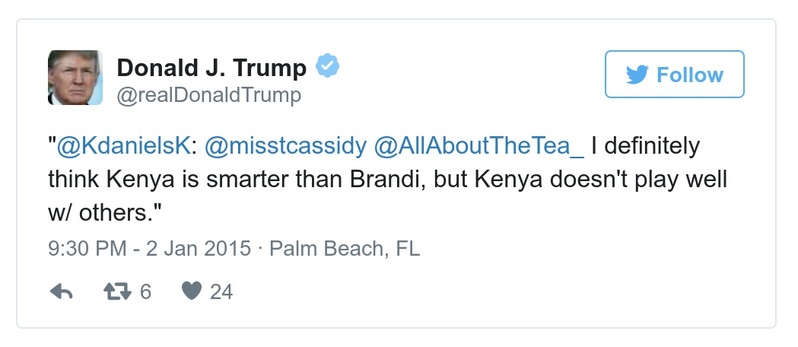 Donald J. Trump
@realDonaldTrump
Follow
"@KdanielsK: @misstcassidy @AllAboutTheTea_ I definitely
think Kenya is smarter than Brandi, but Kenya doesn't play well
w/ others."
9:30 PM - 2 Jan 2015 · Palm Beach, FL
6 24